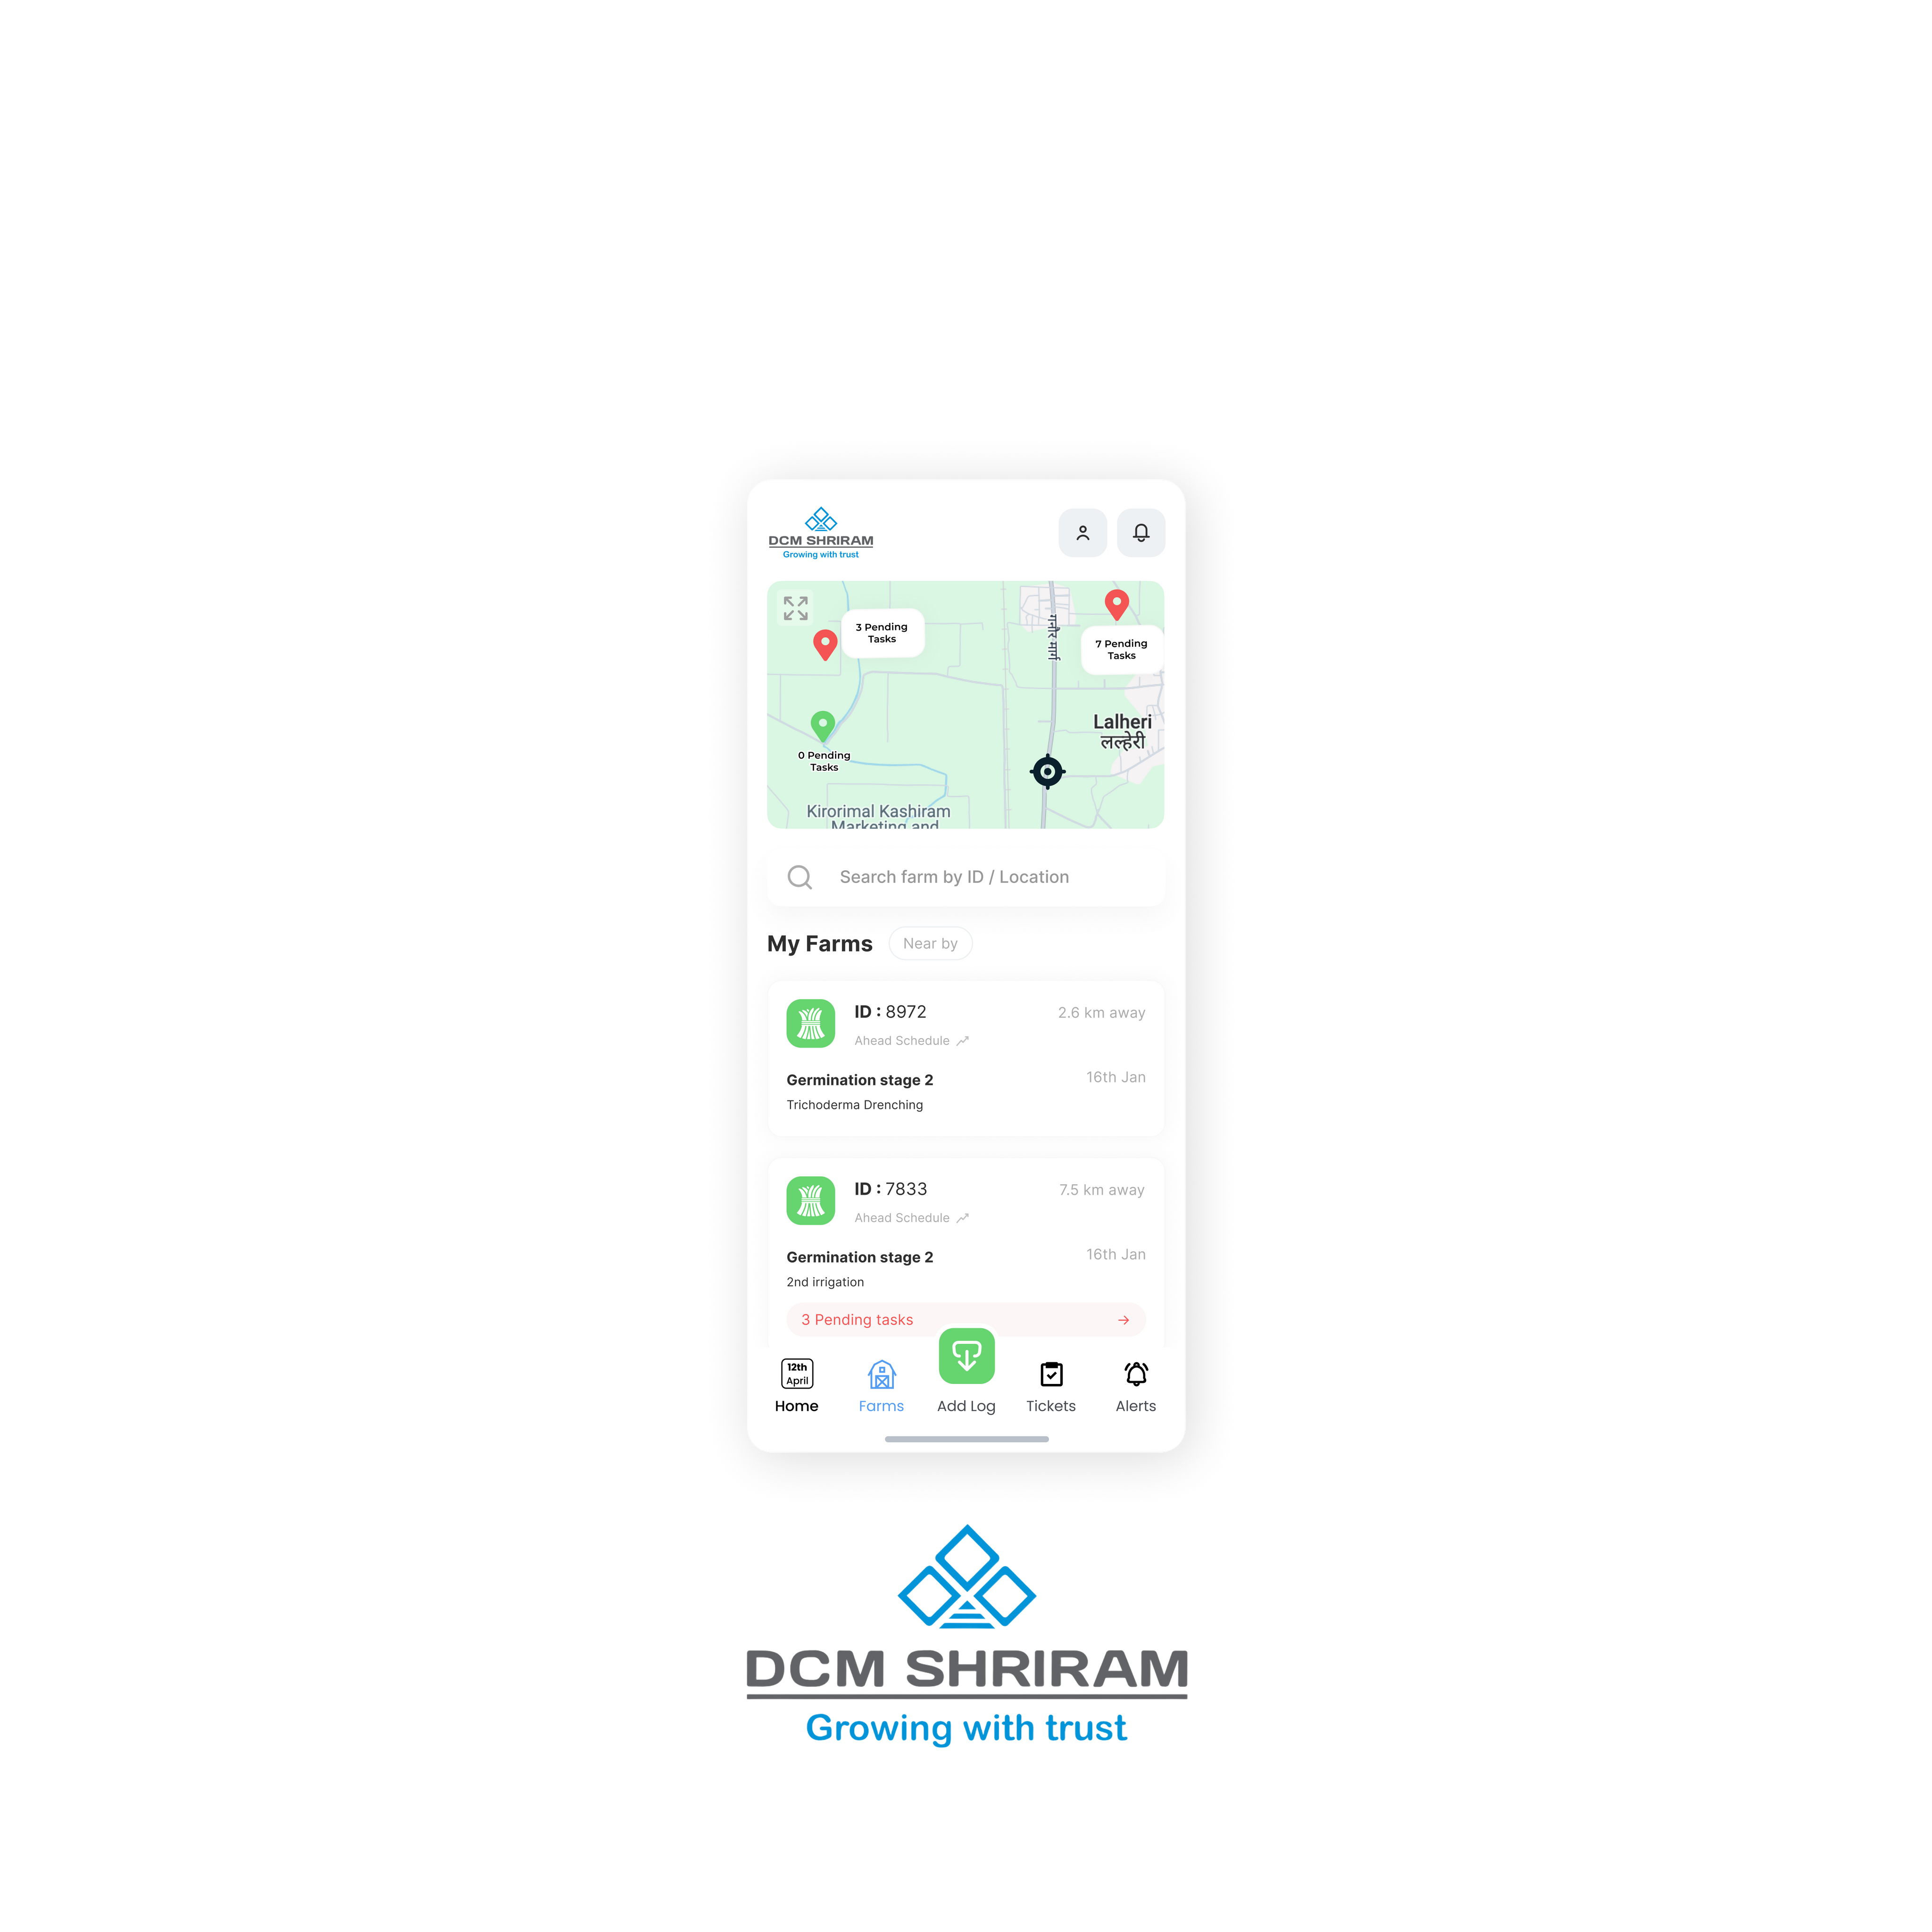 DCM SHRIRAM
Growing with trust
3 Pending
Tasks
गन्नौर मार्ग
7 Pending
Tasks
Lalheri
लल्हेरी
0 Pending
Tasks
Kirorimal Kashiram
Marketing and
Search farm by ID / Location
My Farms
Near by
ID : 8972
2.6 km away
Ahead Schedule
Germination stage 2
16th Jan
Trichoderma Drenching
ID : 7833
7.5 km away
Ahead Schedule
Germination stage 2
16th Jan
2nd irrigation
3 Pending tasks
12th
April
Home
Farms
Add Log
Tickets
Alerts
DCM SHRIRAM
Growing with trust